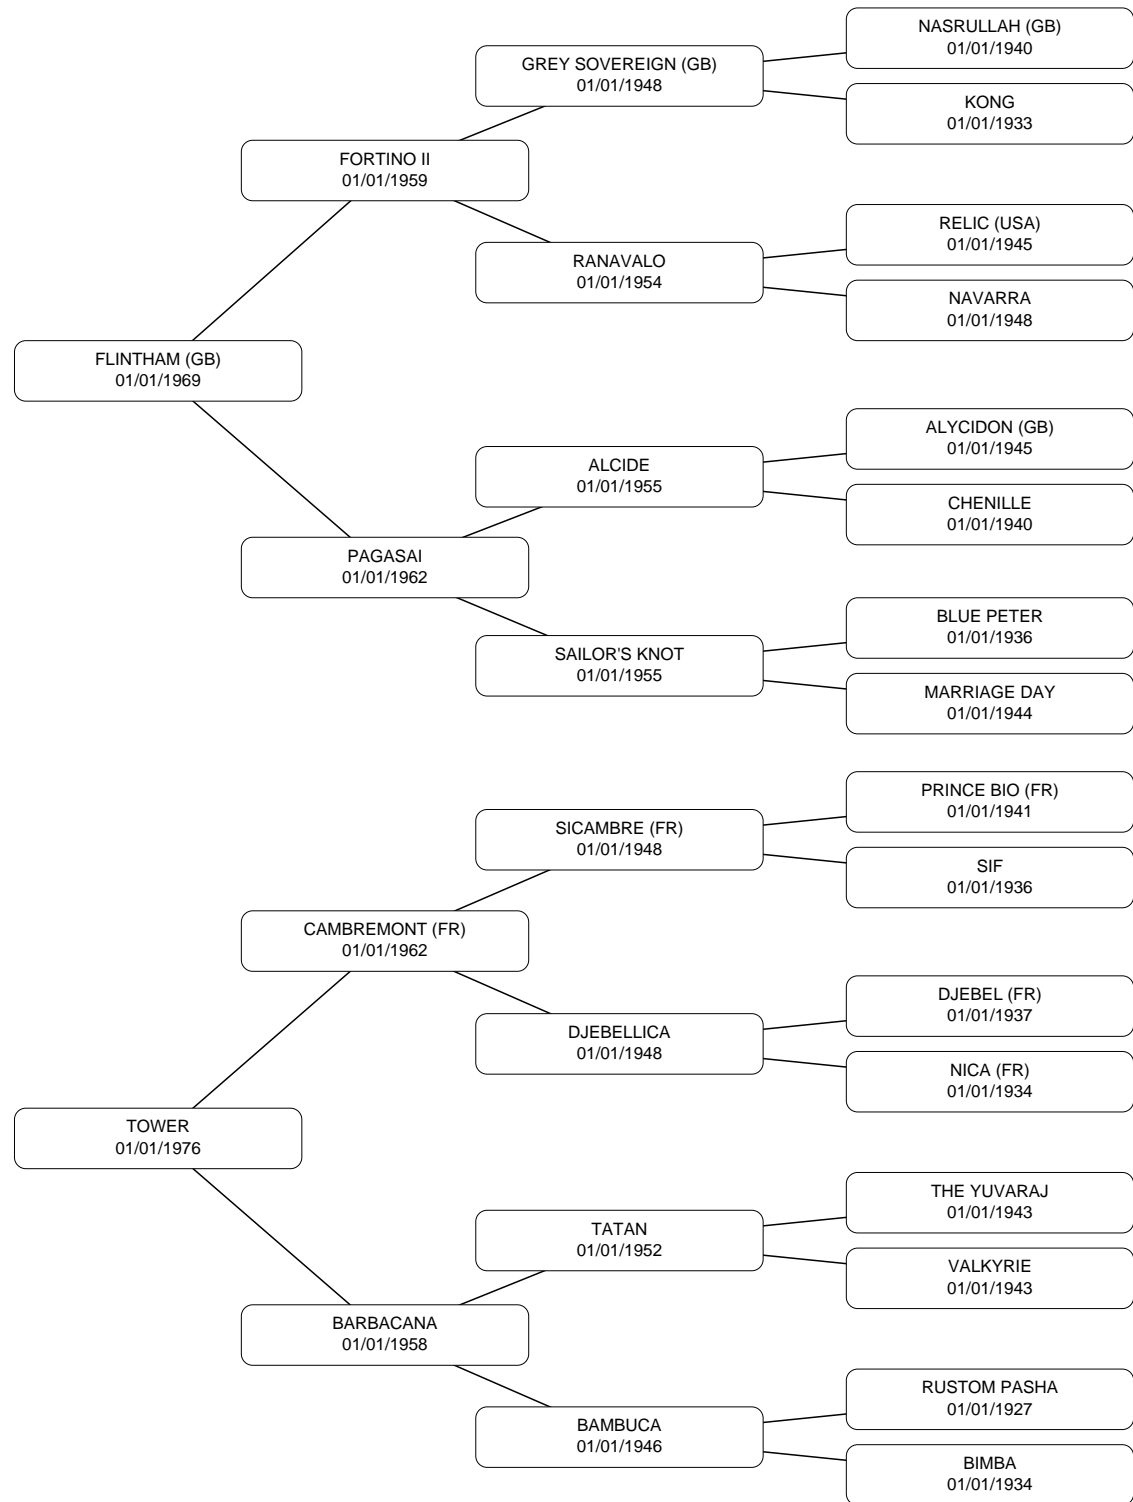 NASRULLAH (GB)
01/01/1940
GREY SOVEREIGN (GB)
01/01/1948
KONG
01/01/1933
FORTINO II
01/01/1959
RELIC (USA)
01/01/1945
RANAVALO
01/01/1954
NAVARRA
01/01/1948
FLINTHAM (GB)
01/01/1969
ALYCIDON (GB)
01/01/1945
ALCIDE
01/01/1955
CHENILLE
01/01/1940
PAGASAI
01/01/1962
BLUE PETER
01/01/1936
SAILOR'S KNOT
01/01/1955
MARRIAGE DAY
01/01/1944
PRINCE BIO (FR)
01/01/1941
SICAMBRE (FR)
01/01/1948
SIF
01/01/1936
CAMBREMONT (FR)
01/01/1962
DJEBEL (FR)
01/01/1937
DJEBELLICA
01/01/1948
NICA (FR)
01/01/1934
TOWER
01/01/1976
THE YUVARAJ
01/01/1943
TATAN
01/01/1952
VALKYRIE
01/01/1943
BARBACANA
01/01/1958
RUSTOM PASHA
01/01/1927
BAMBUCA
01/01/1946
BIMBA
01/01/1934